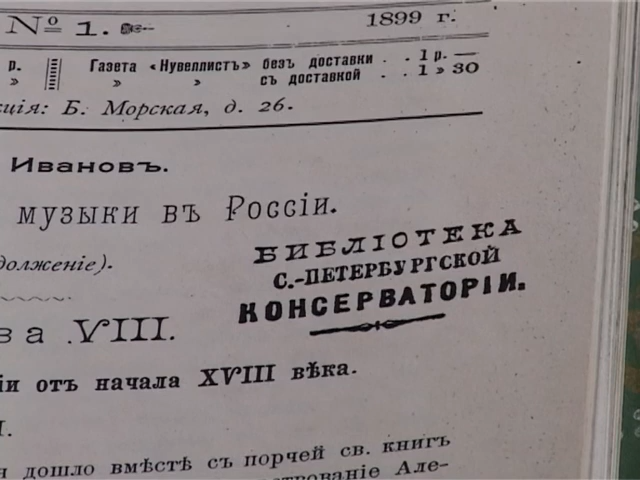 № 1.
1899 г.
р. Газета «Нувеллистъ» безъ доставки . . 1 р. —
» » » съ доставкой . . 1 » 30
ція: Б. Морская, д. 26.
Ивановъ.
музыки въ Россіи.
должение).
БИБЛІОТЕКА
С.-ПЕТЕРБУРГСКОЙ
КОНСЕРВАТОРІИ.
ва VIII.
іи отъ начала XVIII вѣка.
I.
я дошло вмѣстѣ съ порчей св. книгъ
ствованіе Але-